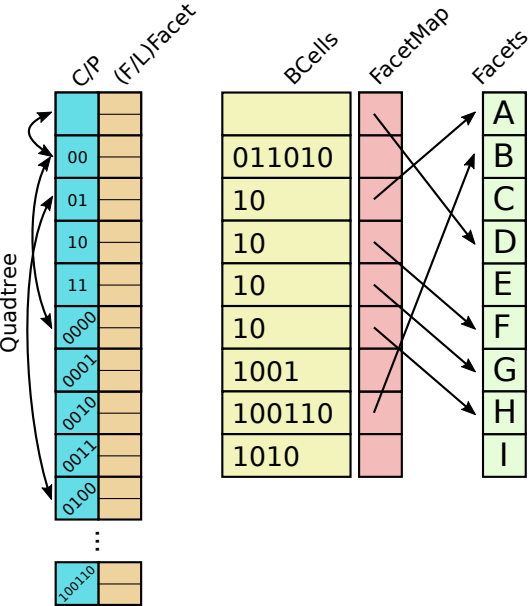 C/P
(F/L)Facet
BCells
FacetMap
Facets
Quadtree
00
01
10
11
0000
0001
0010
0011
0100
...
100110
011010
10
10
10
10
1001
100110
1010
A
B
C
D
E
F
G
H
I